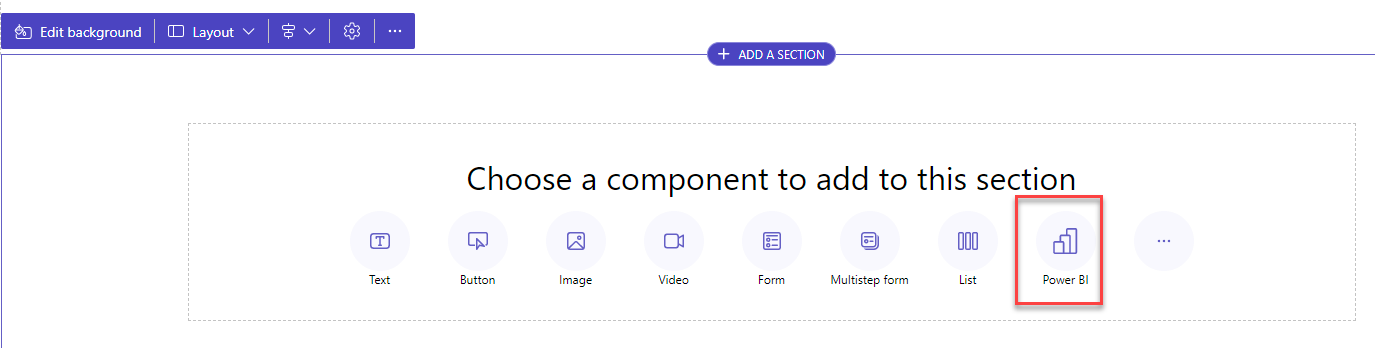 Edit background Layout
ADD A SECTION
Choose a component to add to this section
Text Button Image Video Form Multistep form List Power BI